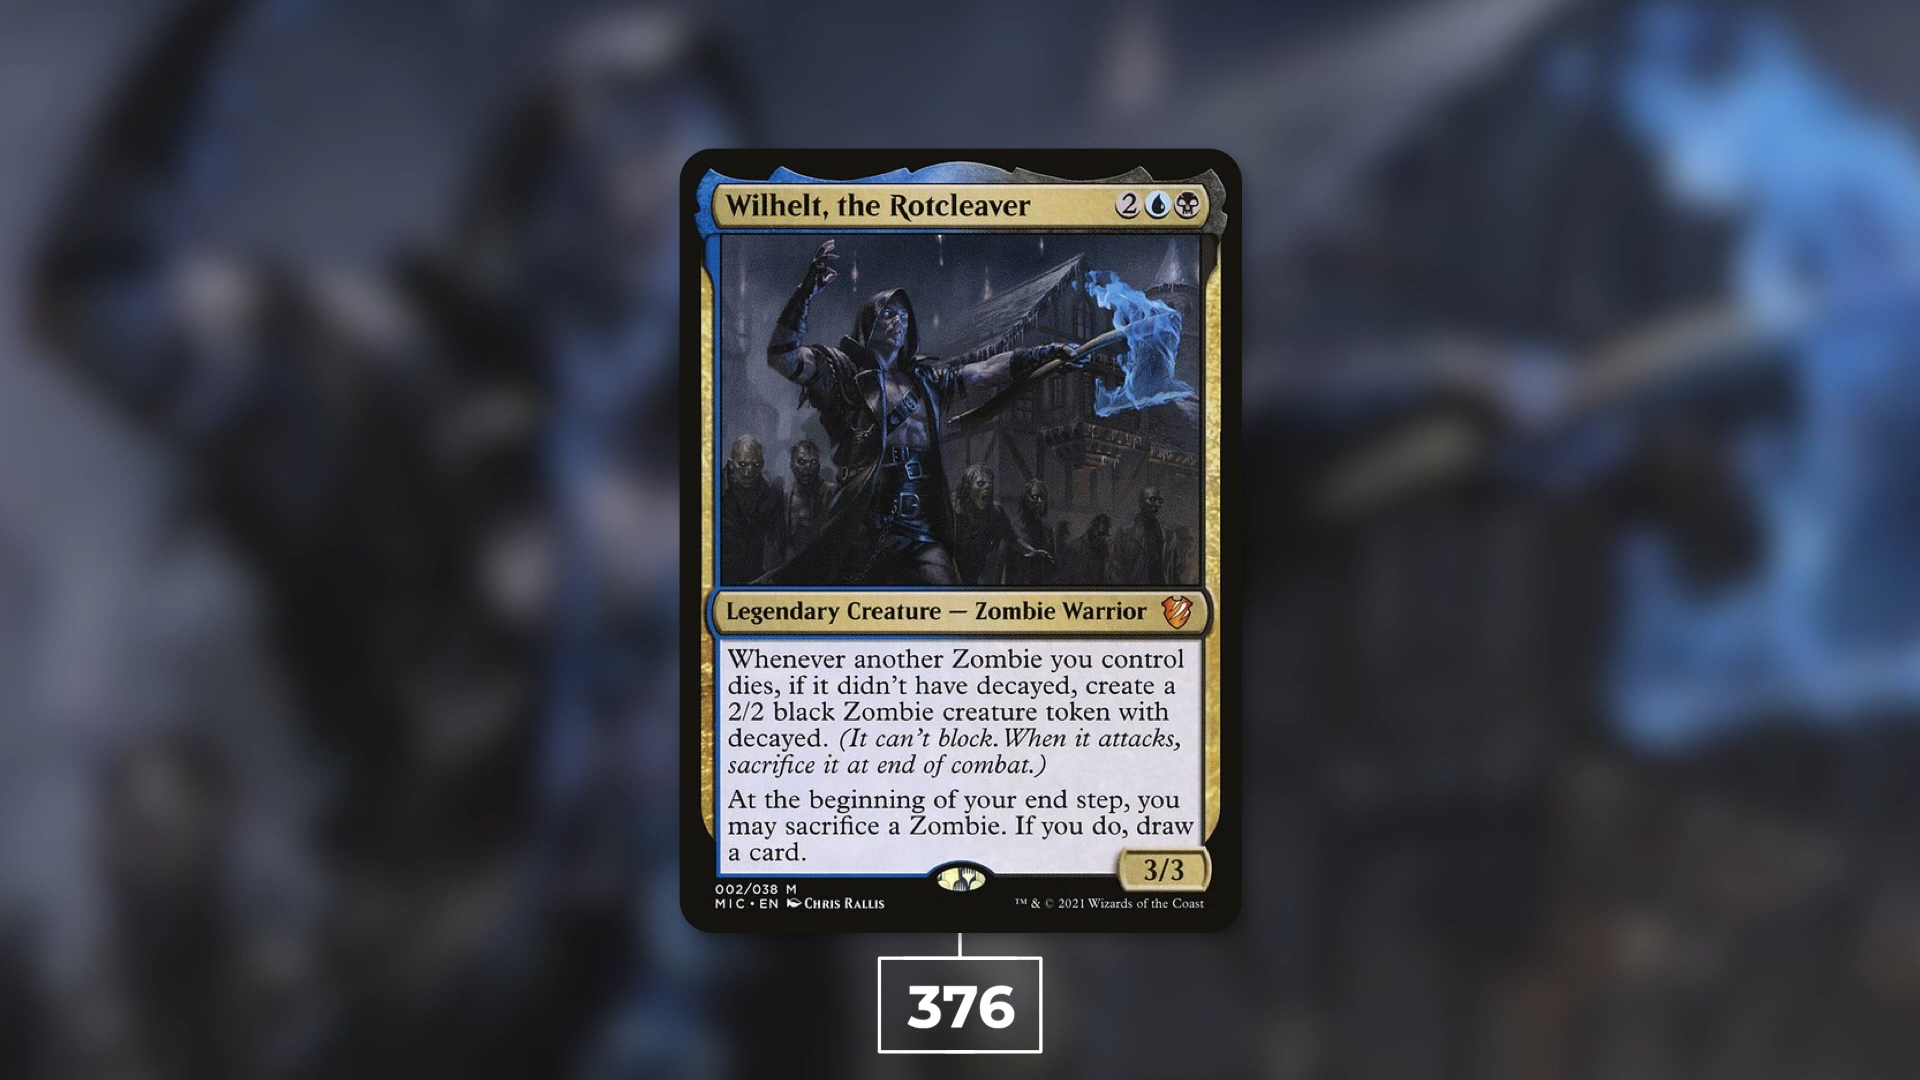 Wilhelt, the Rotcleaver 2
Legendary Creature — Zombie Warrior
Whenever another Zombie you control
dies, if it didn't have decayed, create a
2/2 black Zombie creature token with
decayed. (It can't block. When it attacks,
sacrifice it at end of combat.)
At the beginning of your end step, you
may sacrifice a Zombie. If you do, draw
a card.
3/3
002/038 M
MIC • EN CHRIS RALLIS
™ & © 2021 Wizards of the Coast
376